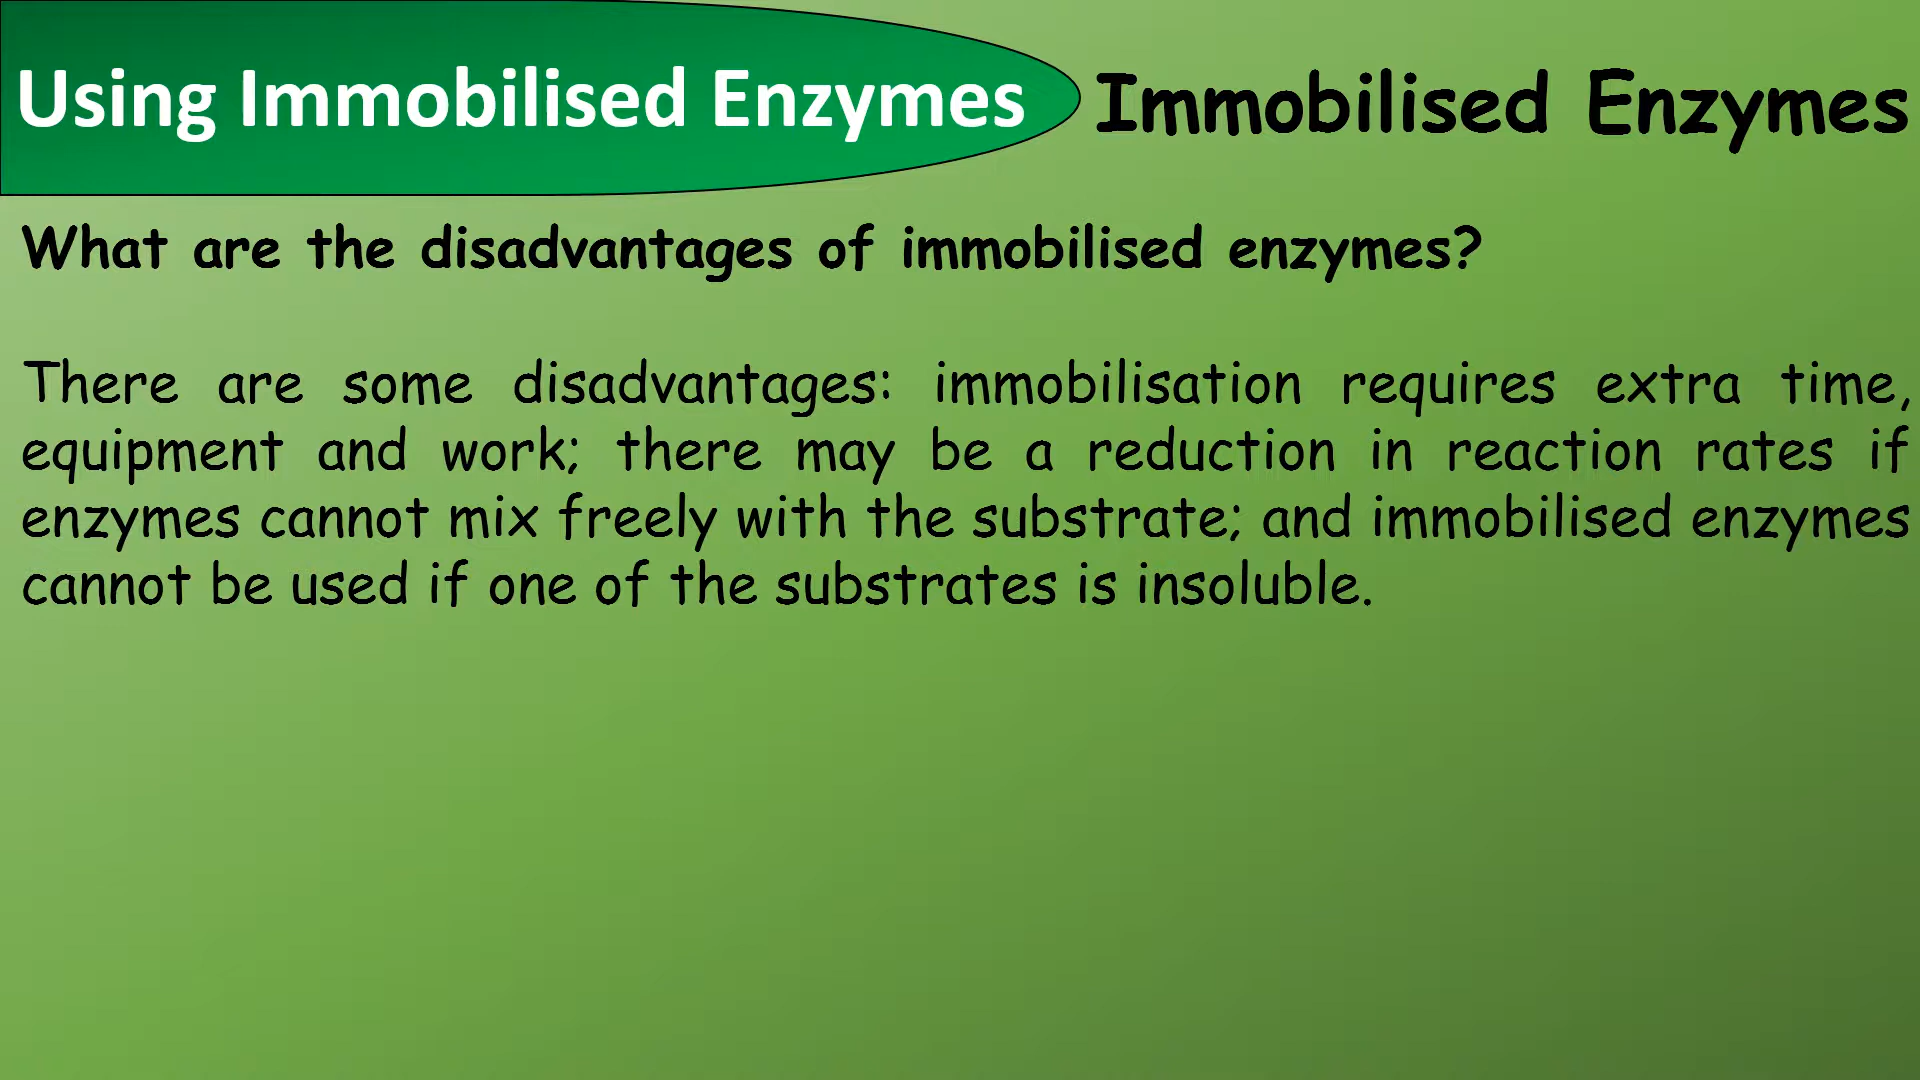 Using Immobilised Enzymes
Immobilised Enzymes
What are the disadvantages of immobilised enzymes?
There are some disadvantages: immobilisation requires extra time,
equipment and work; there may be a reduction in reaction rates if
enzymes cannot mix freely with the substrate; and immobilised enzymes
cannot be used if one of the substrates is insoluble.